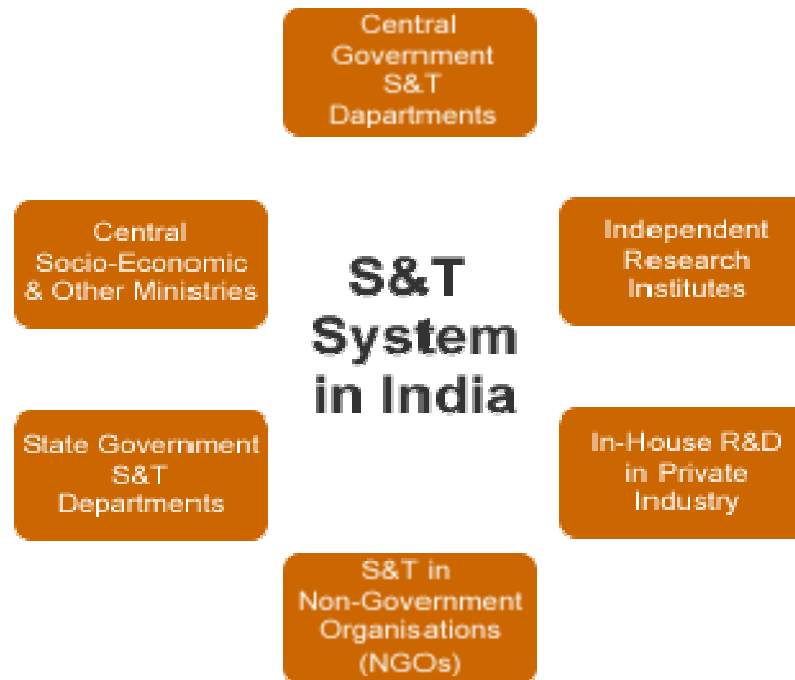 Central
Government
S&T
Dapartments
Central
Socio-Economic
& Other Ministries
Independent
Research
Institutes
S&T
System
in India
State Government
S&T
Departments
In-House R&D
in Private
Industry
S&T in
Non-Government
Organisations
(NGOs)